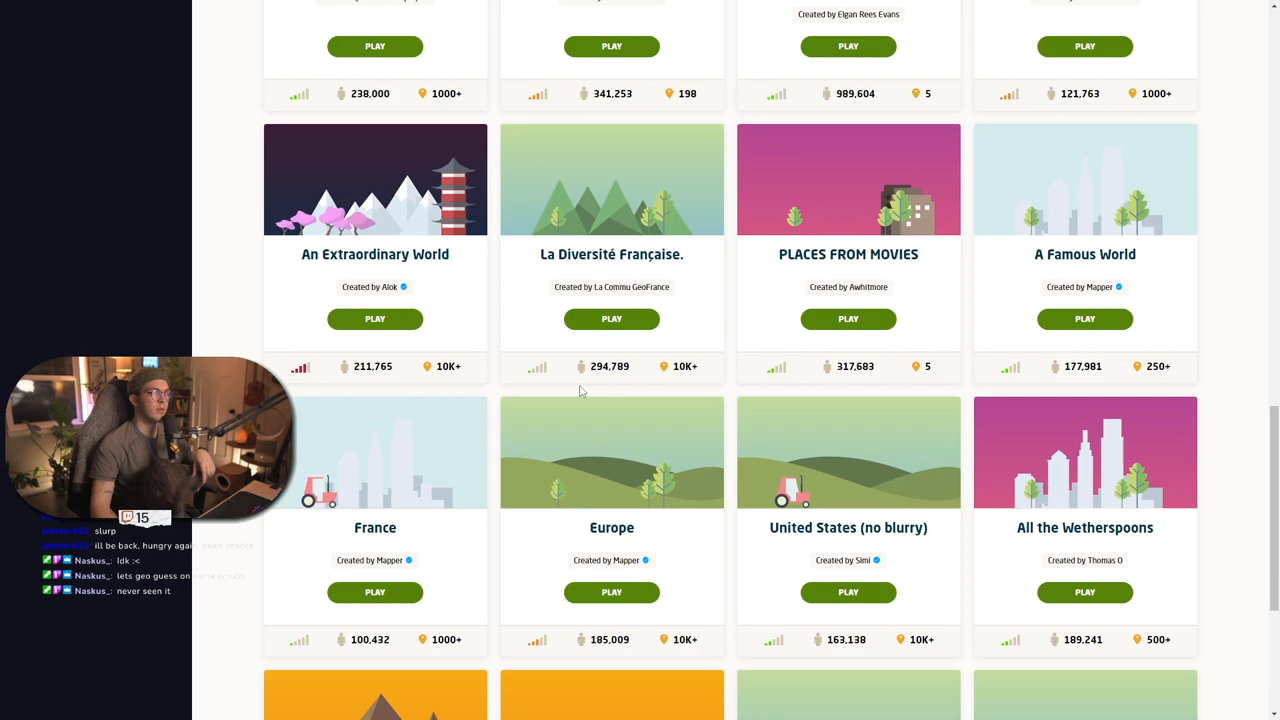 Created by Elgan Rees Evans
PLAY PLAY PLAY PLAY
238,000 1000+ 341,253 198 989,604 5 121,763 1000+
An Extraordinary World La Diversité Française. PLACES FROM MOVIES A Famous World
Created by Alok Created by La Commu GeoFrance Created by Awhitmore Created by Mapper
PLAY PLAY PLAY PLAY
211,765 10K+ 294,789 10K+ 317,683 5 177,981 250+
France Europe United States (no blurry) All the Wetherspoons
Created by Mapper Created by Mapper Created by Simi Created by Thomas O
PLAY PLAY PLAY PLAY
100,432 1000+ 185,009 10K+ 163,138 10K+ 189,241 500+
15
slurp
ill be back, hungry again, need snacks
Naskus_: Idk :<
Naskus_: lets geo guess on some scrubs
Naskus_: never seen it